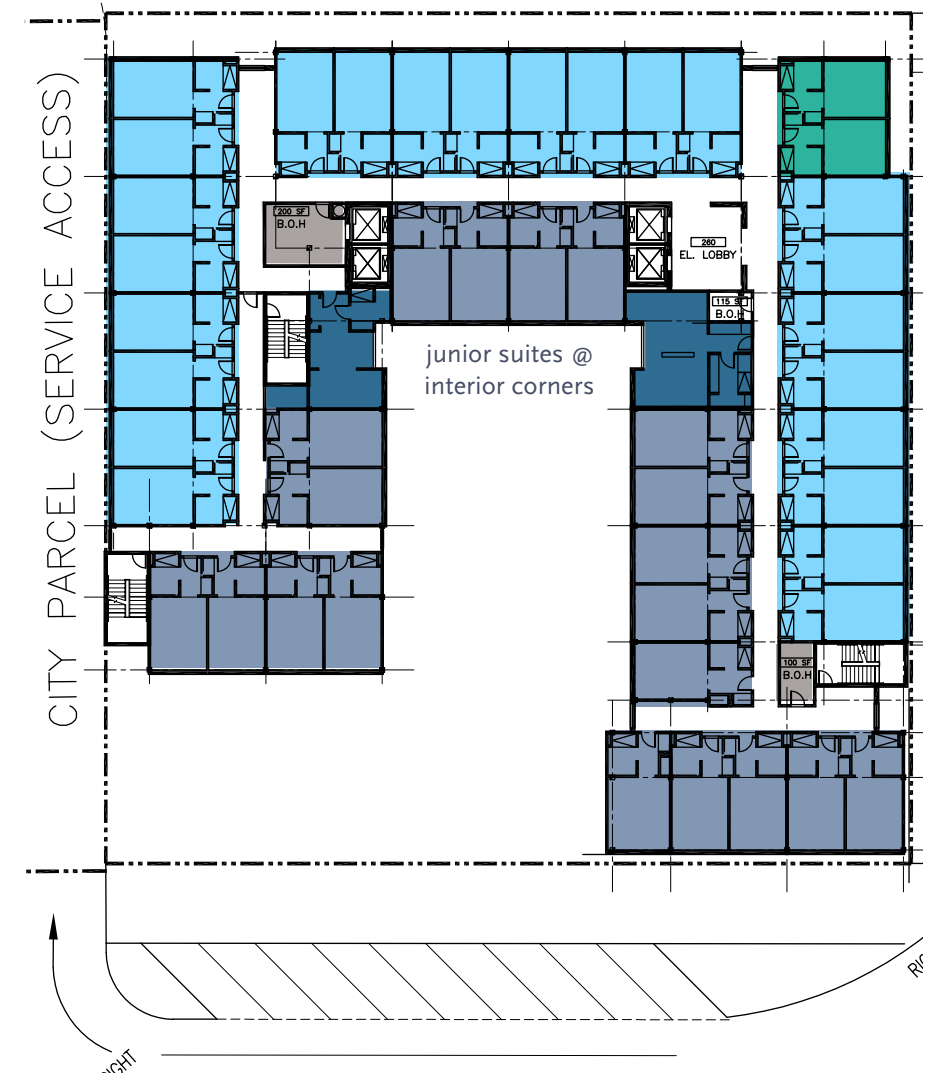 CITY PARCEL (SERVICE ACCESS)
200 SF
B.O.H
260
EL. LOBBY
115 SF
B.O.H
junior suites @
interior corners
100 SF
B.O.H